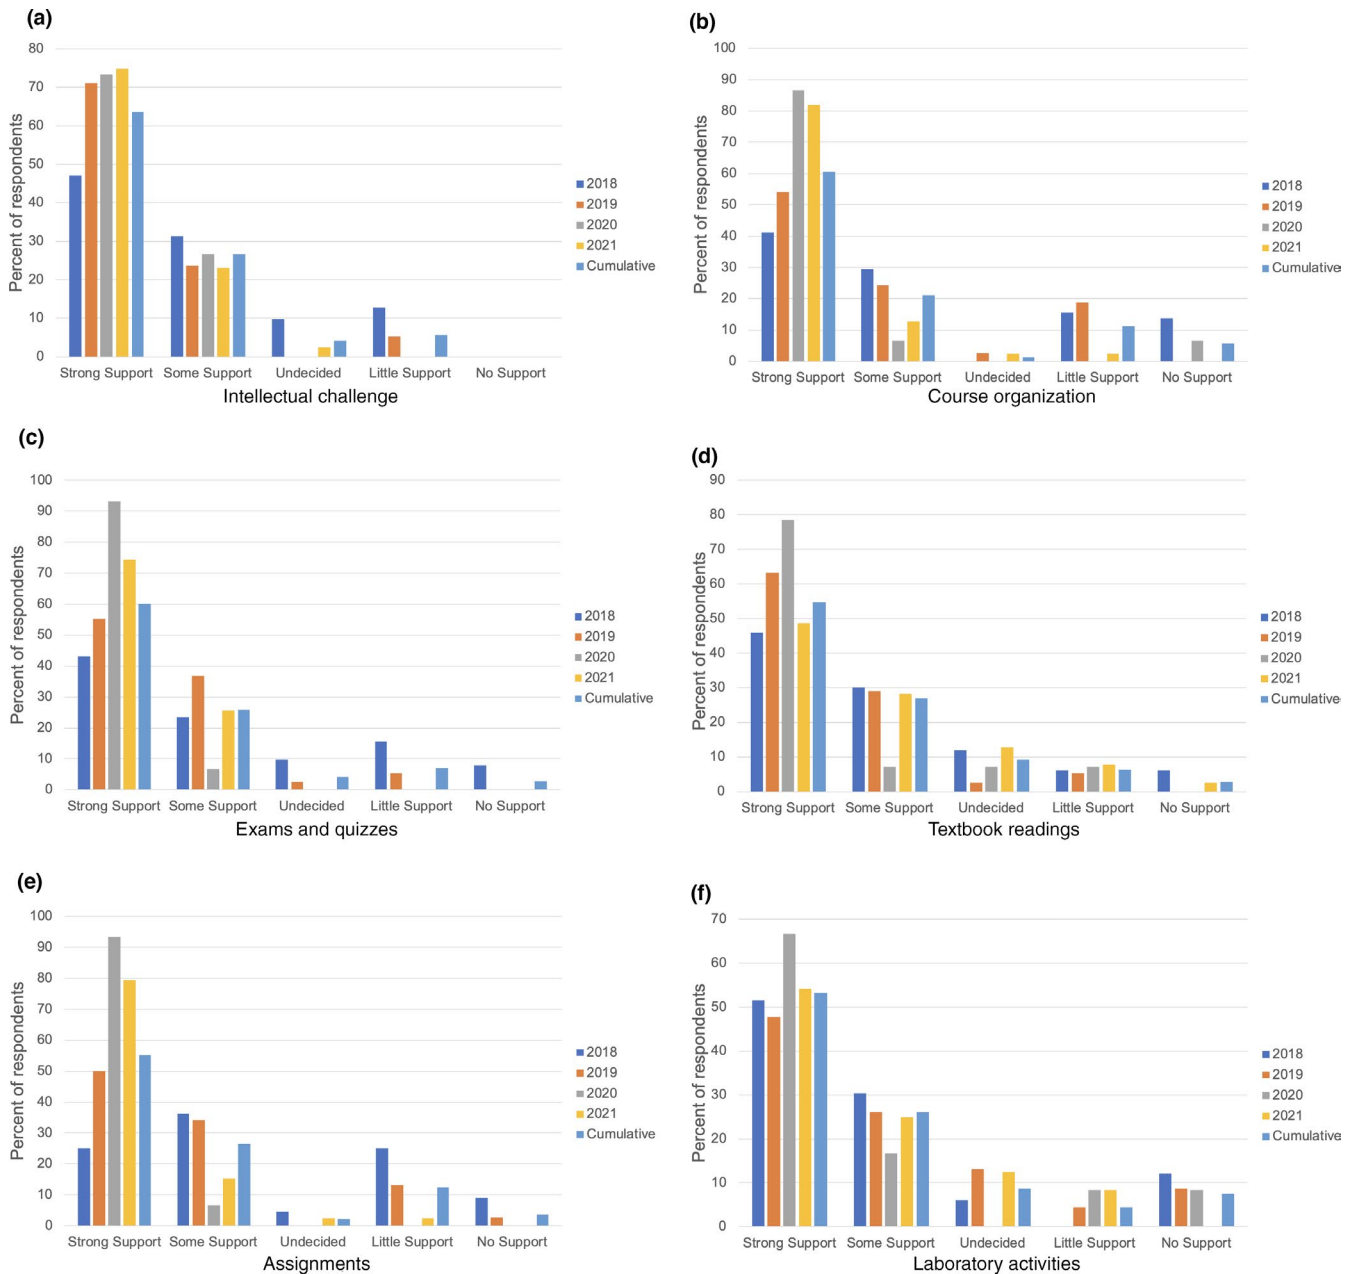 (a)
80
70
60
50
40
30
20
10
0
Percent of respondents
Strong Support Some Support Undecided Little Support No Support
Intellectual challenge
2018
2019
2020
2021
Cumulative
(b)
100
90
80
70
60
50
40
30
20
10
0
Percent of respondents
Strong Support Some Support Undecided Little Support No Support
Course organization
2018
2019
2020
2021
Cumulative
(c)
100
90
80
70
60
50
40
30
20
10
0
Percent of respondents
Strong Support Some Support Undecided Little Support No Support
Exams and quizzes
2018
2019
2020
2021
Cumulative
(d)
90
80
70
60
50
40
30
20
10
0
Percent of respondents
Strong Support Some Support Undecided Little Support No Support
Textbook readings
2018
2019
2020
2021
Cumulative
(e)
100
90
80
70
60
50
40
30
20
10
0
Percent of respondents
Strong Support Some Support Undecided Little Support No Support
Assignments
2018
2019
2020
2021
Cumulative
(f)
70
60
50
40
30
20
10
0
Percent of respondents
Strong Support Some Support Undecided Little Support No Support
Laboratory activities
2018
2019
2020
2021
Cumulative